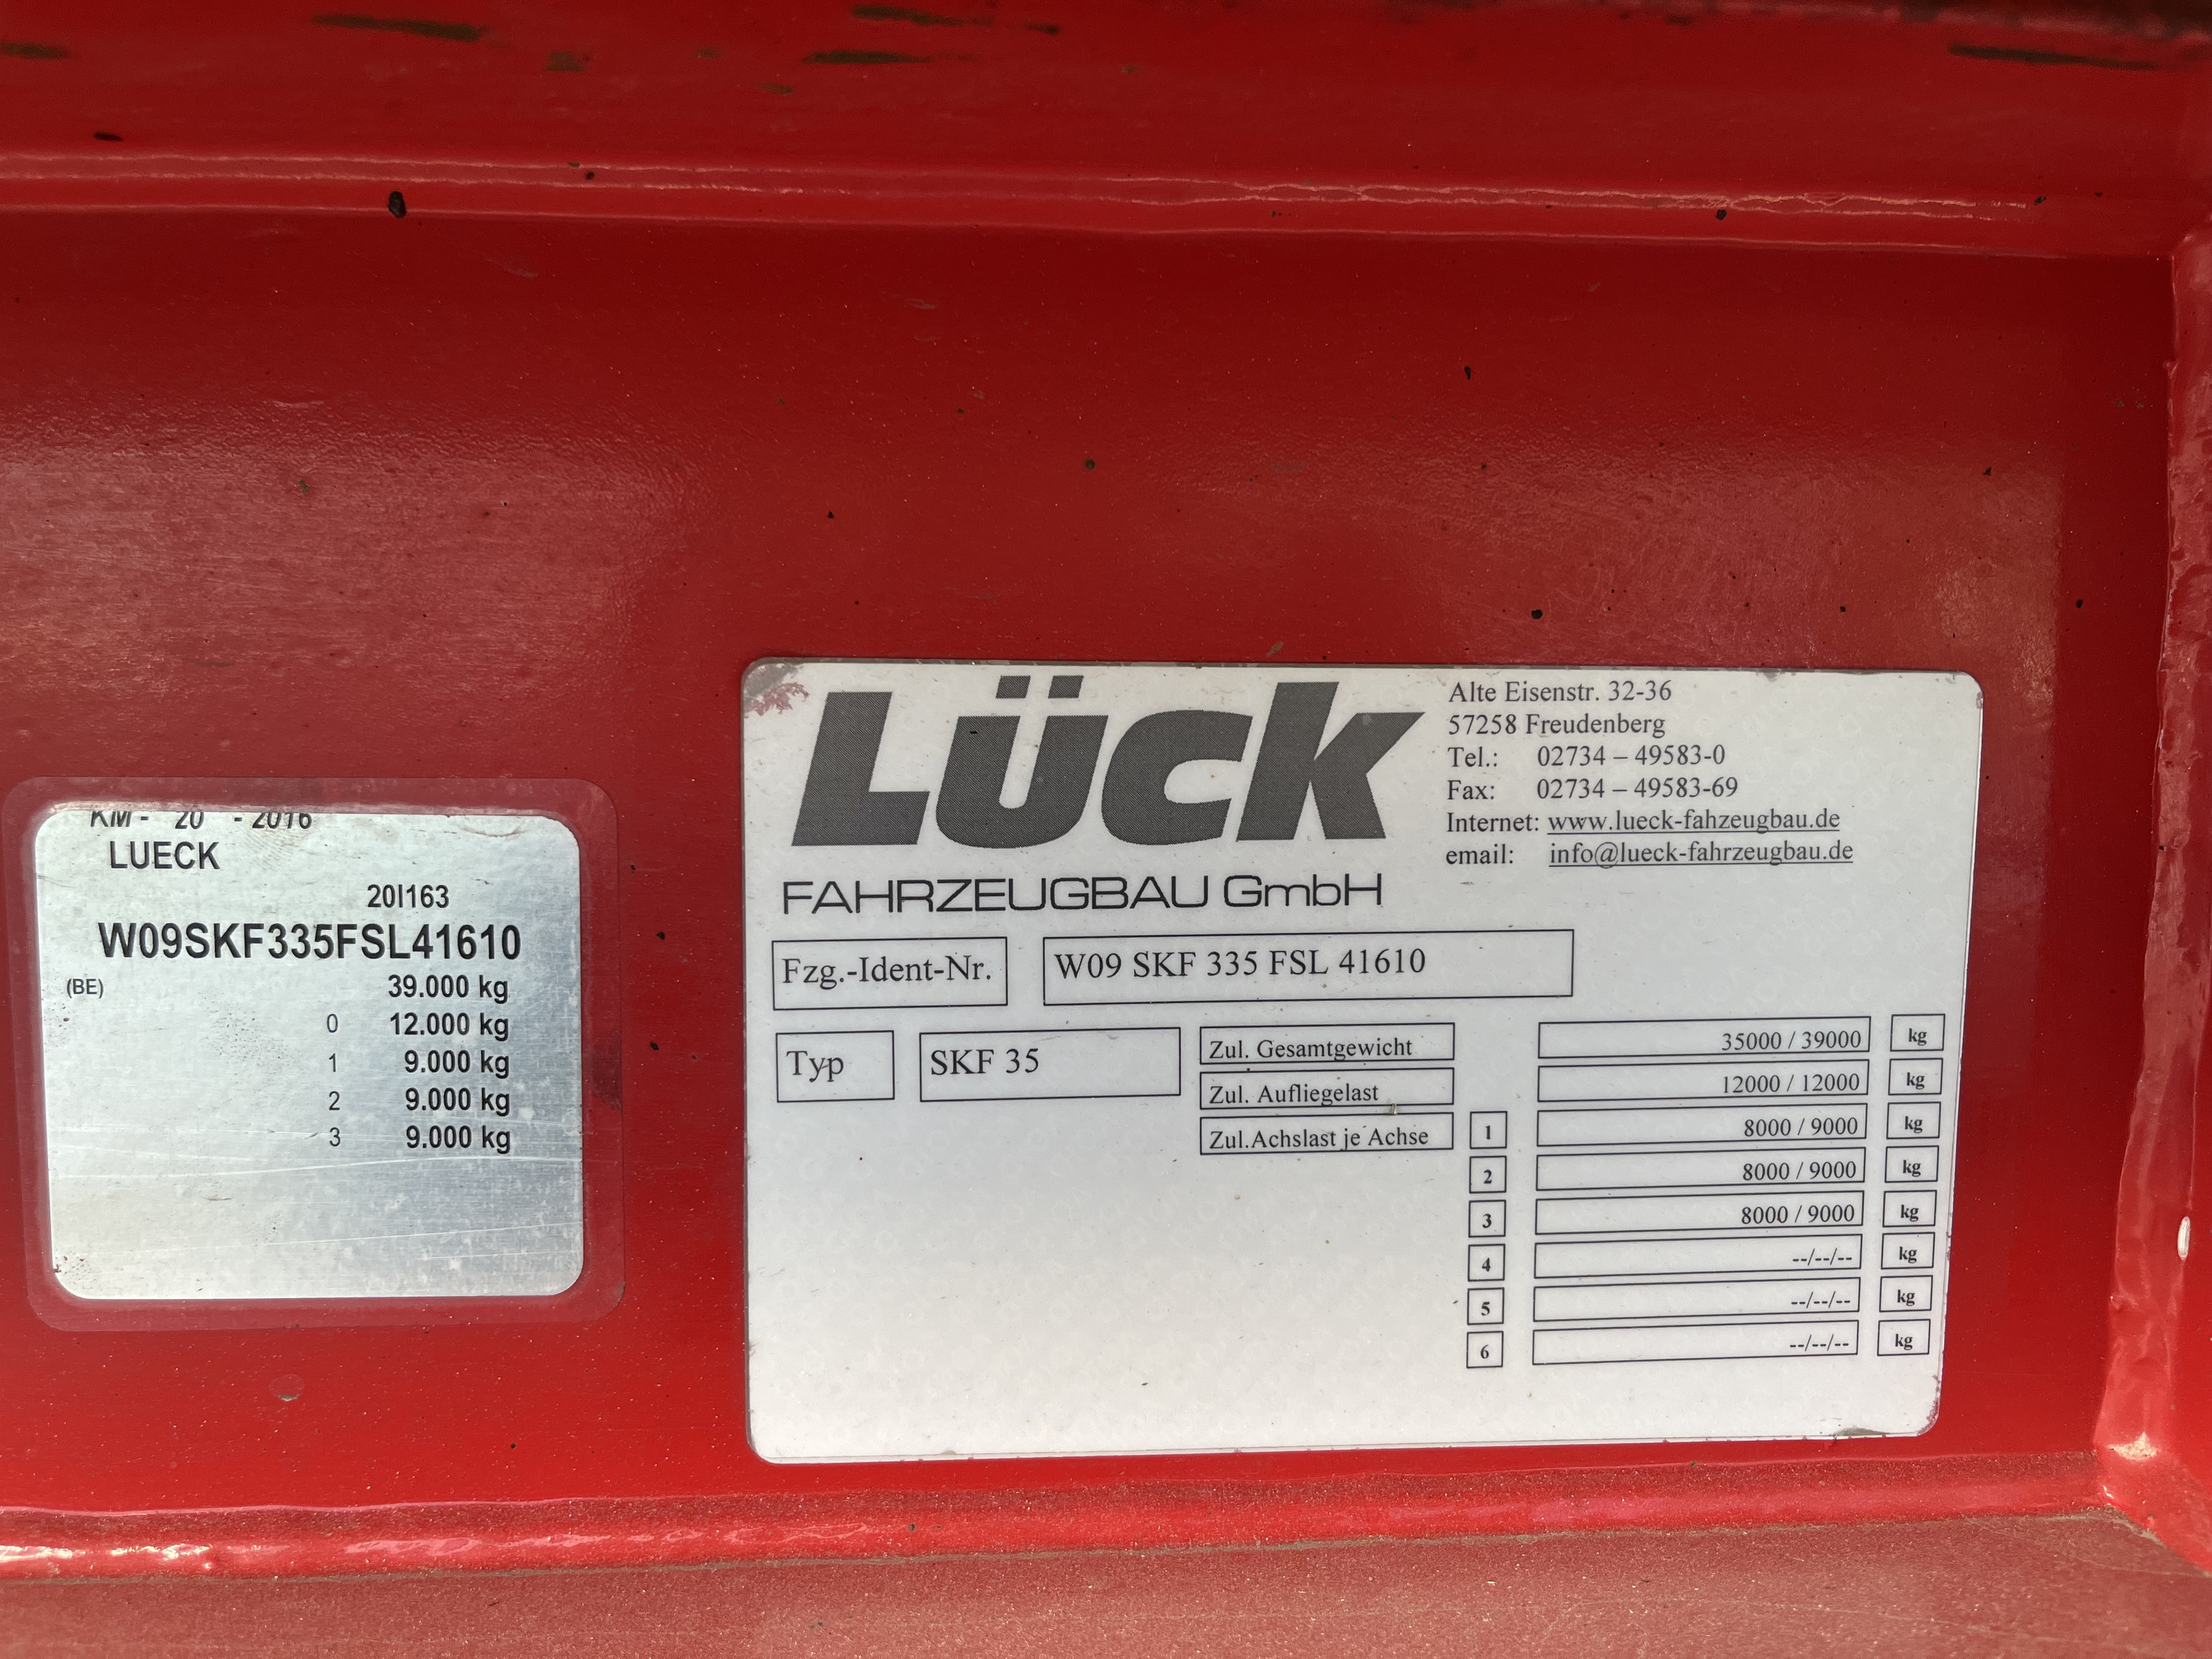 KM- 20 - 2016
LUECK
20I163
W09SKF335FSL41610
(BE) 39.000 kg
0 12.000 kg
1 9.000 kg
2 9.000 kg
3 9.000 kg
LÜCK
FAHRZEUGBAU GmbH
Alte Eisenstr. 32-36
57258 Freudenberg
Tel.: 02734 – 49583-0
Fax: 02734 – 49583-69
Internet: www.lueck-fahzeugbau.de
email: info@lueck-fahrzeugbau.de
Fzg.-Ident-Nr. W09 SKF 335 FSL 41610
Typ SKF 35
Zul. Gesamtgewicht 35000 / 39000 kg
Zul. Aufliegelast 12000 / 12000 kg
Zul.Achslast je Achse 1 8000 / 9000 kg
2 8000 / 9000 kg
3 8000 / 9000 kg
4 --/--/-- kg
5 --/--/-- kg
6 --/--/-- kg